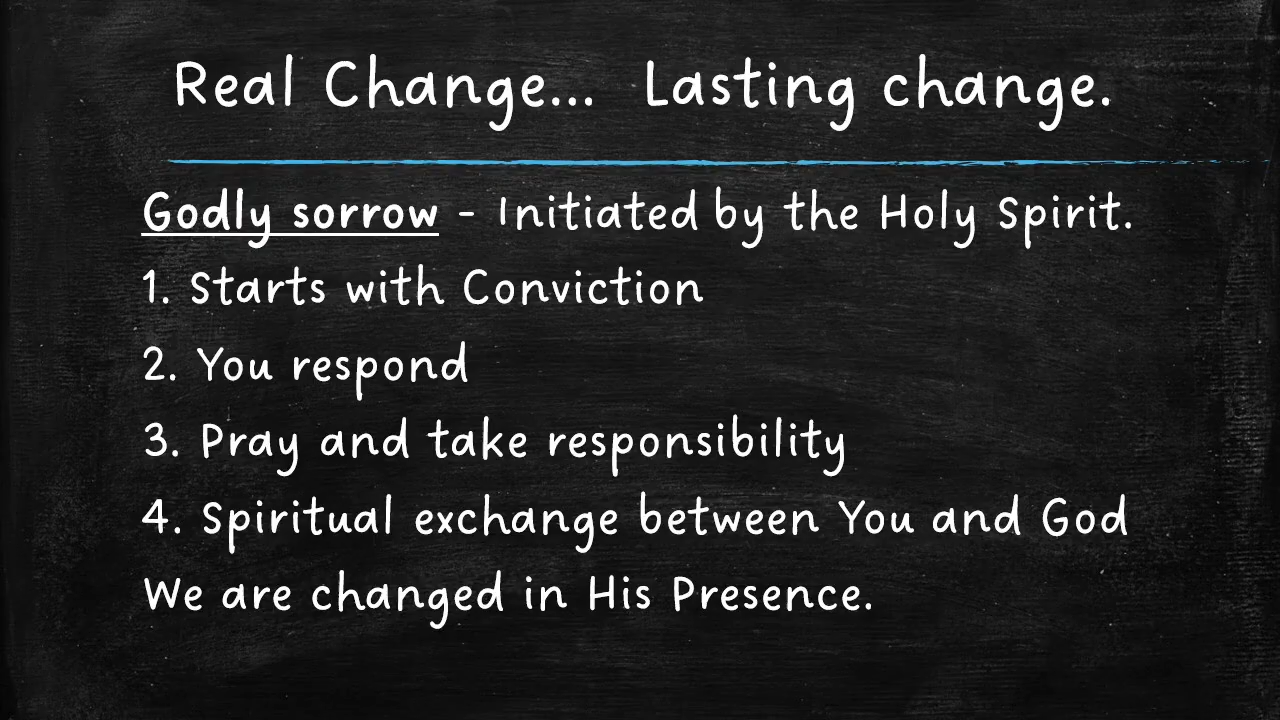 Real Change... Lasting change.
Godly sorrow - Initiated by the Holy Spirit.
1. Starts with Conviction
2. You respond
3. Pray and take responsibility
4. Spiritual exchange between You and God
We are changed in His Presence.